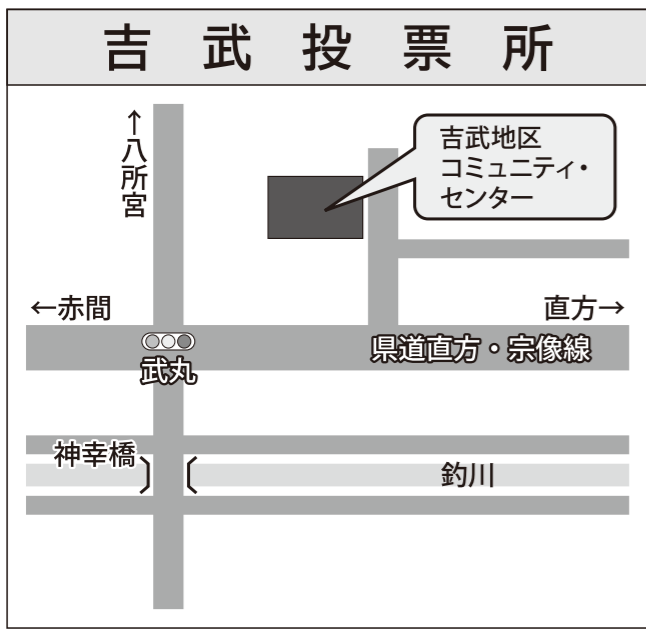 吉武投票所
↑八所宮
吉武地区
コミュニティ・
センター
←赤間
直方→
武丸
県道直方・宗像線
神幸橋
釣川